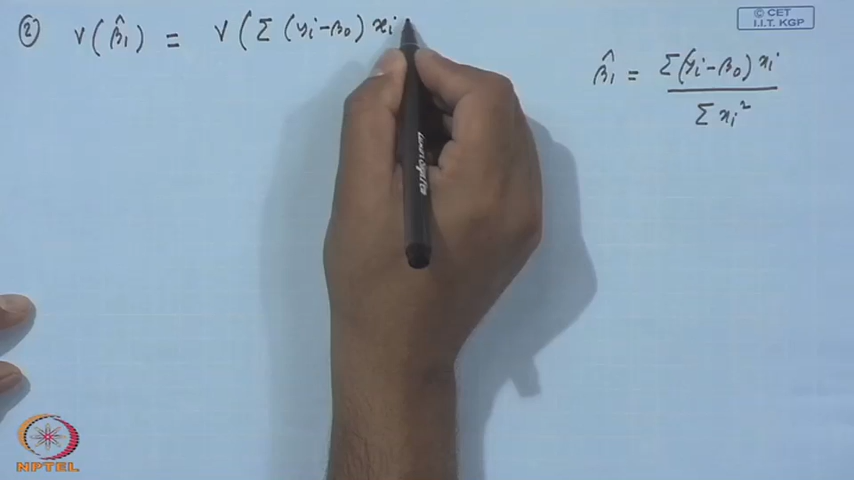 ② V(β̂₁) = V(Σ(yᵢ-β₀)xᵢ
β̂₁ = Σ(yᵢ-β₀)xᵢ / Σxᵢ²
© CET
I.I.T. KGP
NPTEL